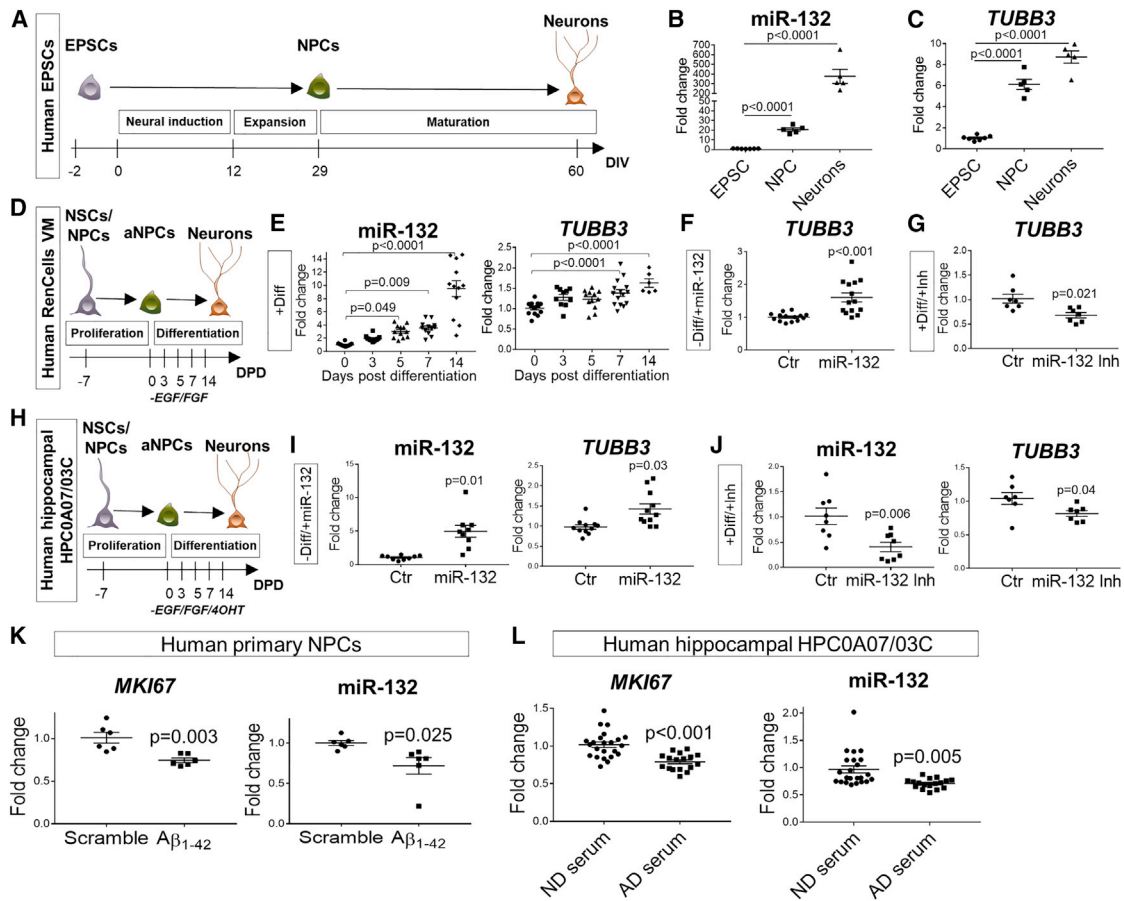 A
Human EPSCs
EPSCs
NPCs
Neurons
Neural induction
Expansion
Maturation
-2 0 12 29 60
DIV
B
miR-132
p<0.0001
p<0.0001
Fold change
700
600
500
400
300
200
100
30
20
10
0
EPSC NPC Neurons
C
TUBB3
p<0.0001
p<0.0001
Fold change
10
8
6
4
2
0
EPSC NPC Neurons
D
Human RenCells VM
NSCs/
NPCs
aNPCs
Neurons
Proliferation
Differentiation
-7 0 3 5 7 14
DPD
-EGF/FGF
E
+Diff
miR-132
p<0.0001
p=0.009
p=0.049
Fold change
14
12
10
8
6
4
2
0
0 3 5 7 14
Days post differentiation
TUBB3
p<0.0001
p<0.0001
Fold change
2.5
2.0
1.5
1.0
0.5
0.0
0 3 5 7 14
Days post differentiation
F
-Diff/+miR-132
TUBB3
p<0.001
Fold change
3
2
1
0
Ctr miR-132
G
+Diff/+Inh
TUBB3
p=0.021
Fold change
2.0
1.5
1.0
0.5
0.0
Ctr miR-132 Inh
H
Human hippocampal
HPC0A07/03C
NSCs/
NPCs
aNPCs
Neurons
Proliferation
Differentiation
-7 0 3 5 7 14
DPD
-EGF/FGF/4OHT
I
-Diff/+miR-132
miR-132
p=0.01
Fold change
15
10
5
0
Ctr miR-132
TUBB3
p=0.03
Fold change
2.5
2.0
1.5
1.0
0.5
0.0
Ctr miR-132
J
+Diff/+Inh
miR-132
p=0.006
Fold change
2.0
1.5
1.0
0.5
0.0
Ctr miR-132 Inh
TUBB3
p=0.04
Fold change
1.5
1.0
0.5
0.0
Ctr miR-132 Inh
K
Human primary NPCs
MKI67
p=0.003
Fold change
1.0
0.5
0.0
Scramble Aβ1-42
miR-132
p=0.025
Fold change
1.0
0.5
0.0
Scramble Aβ1-42
L
Human hippocampal HPC0A07/03C
MKI67
p<0.001
Fold change
1.5
1.0
0.5
0.0
ND serum AD serum
miR-132
p=0.005
Fold change
2.0
1.5
1.0
0.5
0.0
ND serum AD serum